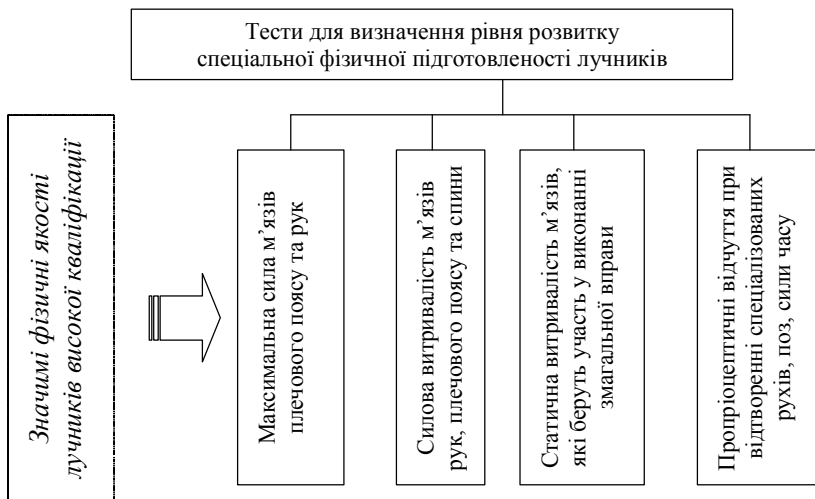 Тести для визначення рівня розвитку
спеціальної фізичної підготовленості лучників
Значимі фізичні якості
лучників високої кваліфікації
Максимальна сила м’язів
плечового поясу та рук
Силова витривалість м’язів
рук, плечового поясу та спини
Статична витривалість м’язів,
які беруть участь у виконанні
змагальної вправи
Пропріоцептичні відчуття при
відтворенні спеціалізованих
рухів, поз, сили часу